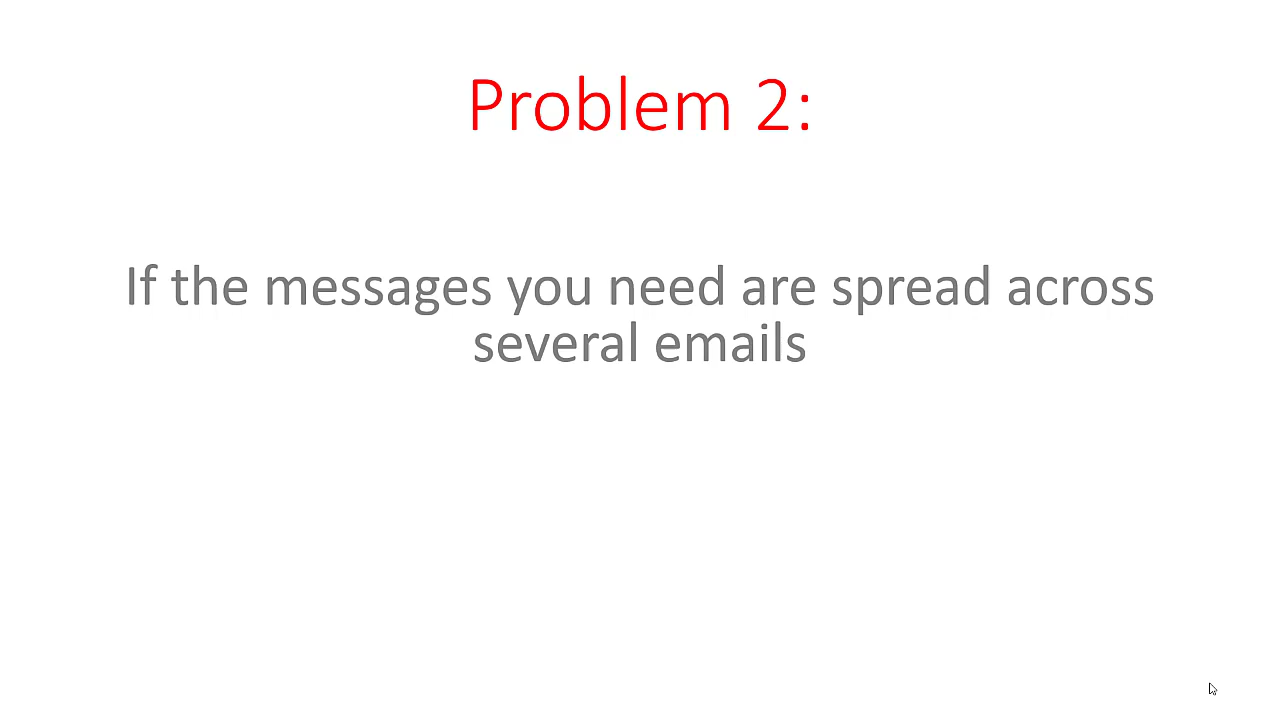 Problem 2:
If the messages you need are spread across
several emails